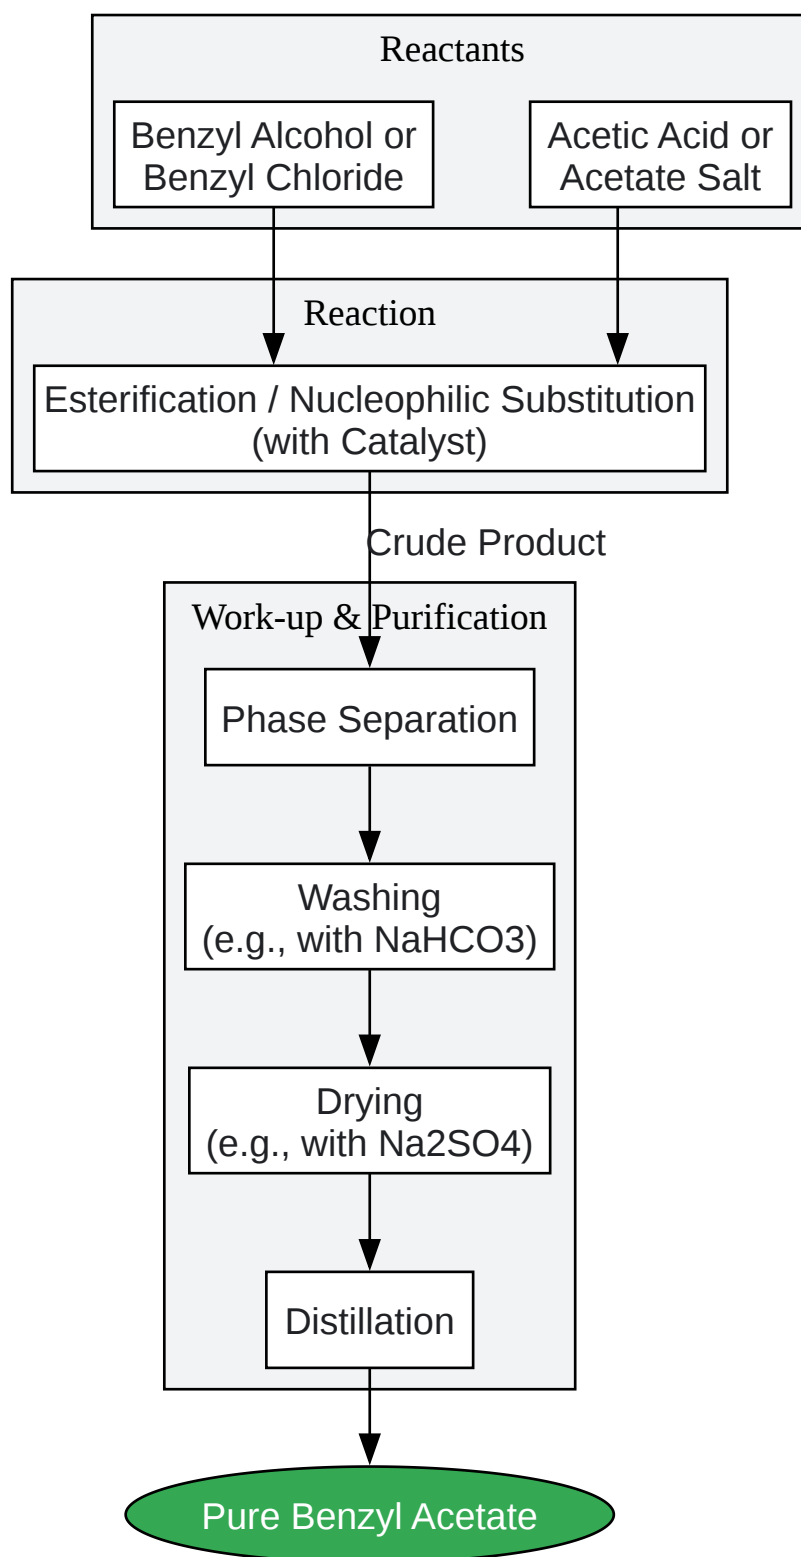 Reactants
Benzyl Alcohol or
Benzyl Chloride
Acetic Acid or
Acetate Salt
Reaction
Esterification / Nucleophilic Substitution
(with Catalyst)
Crude Product
Work-up & Purification
Phase Separation
Washing
(e.g., with NaHCO3)
Drying
(e.g., with Na2SO4)
Distillation
Pure Benzyl Acetate